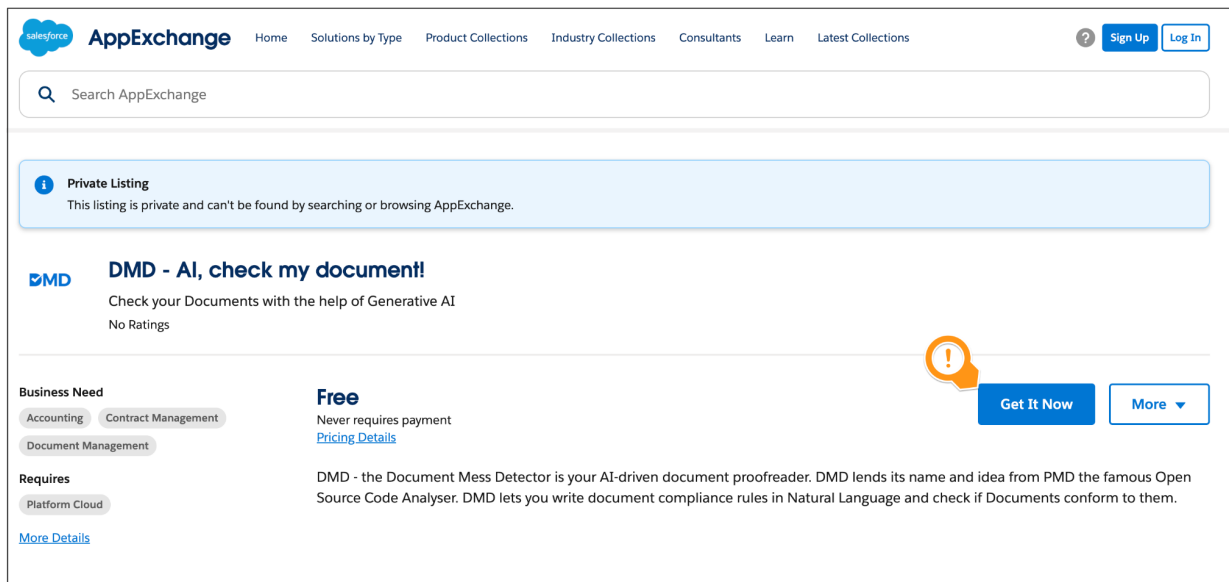 salesforce AppExchange Home Solutions by Type Product Collections Industry Collections Consultants Learn Latest Collections ? Sign Up Log In
Search AppExchange
i Private Listing
This listing is private and can't be found by searching or browsing AppExchange.
DMD
DMD - AI, check my document!
Check your Documents with the help of Generative AI
No Ratings
!
Business Need
Accounting Contract Management
Document Management
Requires
Platform Cloud
More Details
Free
Never requires payment
Pricing Details
Get It Now More
DMD - the Document Mess Detector is your AI-driven document proofreader. DMD lends its name and idea from PMD the famous Open
Source Code Analyser. DMD lets you write document compliance rules in Natural Language and check if Documents conform to them.